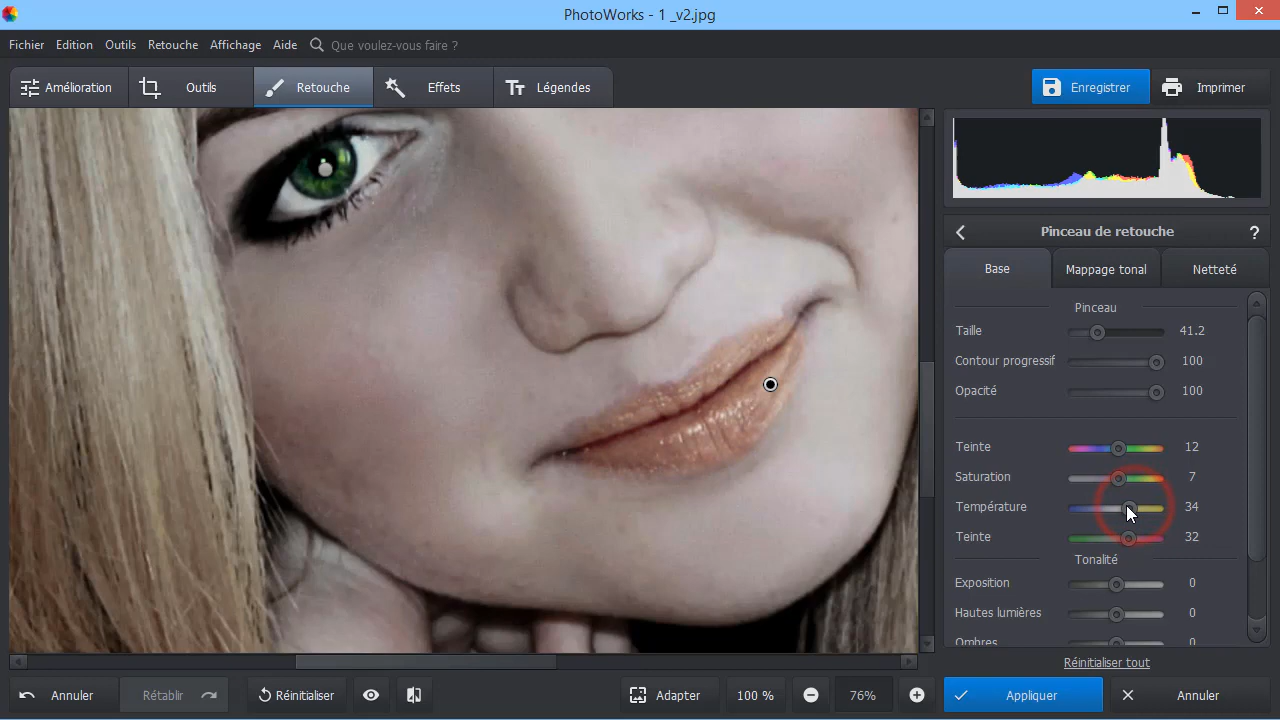 PhotoWorks - 1 _v2.jpg
Fichier Edition Outils Retouche Affichage Aide Que voulez-vous faire ?
Amélioration Outils Retouche Effets Légendes Enregistrer Imprimer
Pinceau de retouche ?
Base Mappage tonal Netteté
Pinceau
Taille 41.2
Contour progressif 100
Opacité 100
Teinte 12
Saturation 7
Température 34
Teinte 32
Tonalité
Exposition 0
Hautes lumières 0
Ombres 0
Réinitialiser tout
Annuler Rétablir Réinitialiser Adapter 100 % 76% Appliquer Annuler